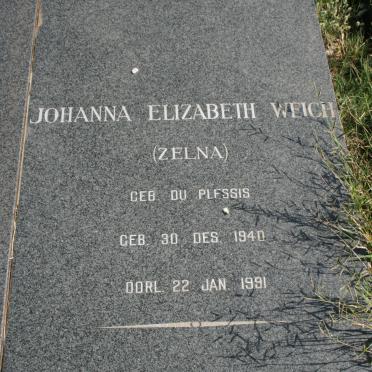 JOHANNA ELIZABETH WEICH
(ZELNA)
GEB. DU PLESSIS
GEB. 30 DES. 1940
OORL. 22 JAN. 1991